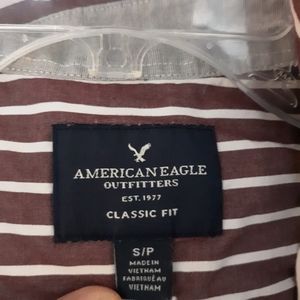 AMERICAN EAGLE
OUTFITTERS
EST. 1977
CLASSIC FIT
S/P
MADE IN
VIETNAM
FABRIQUÉ AU
VIETNAM